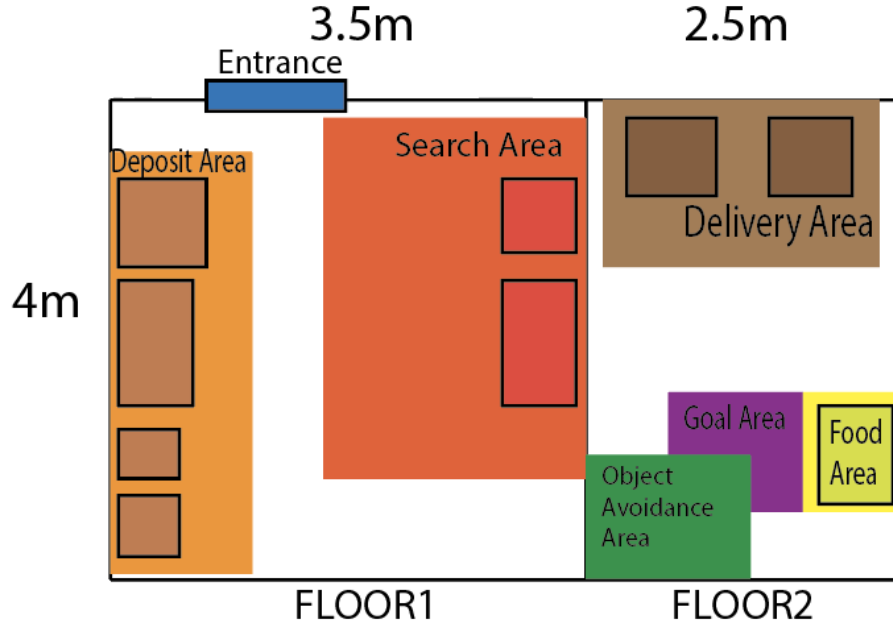 3.5m
2.5m
Entrance
Deposit Area
Search Area
Delivery Area
4m
Goal Area
Food
Area
Object
Avoidance
Area
FLOOR1
FLOOR2